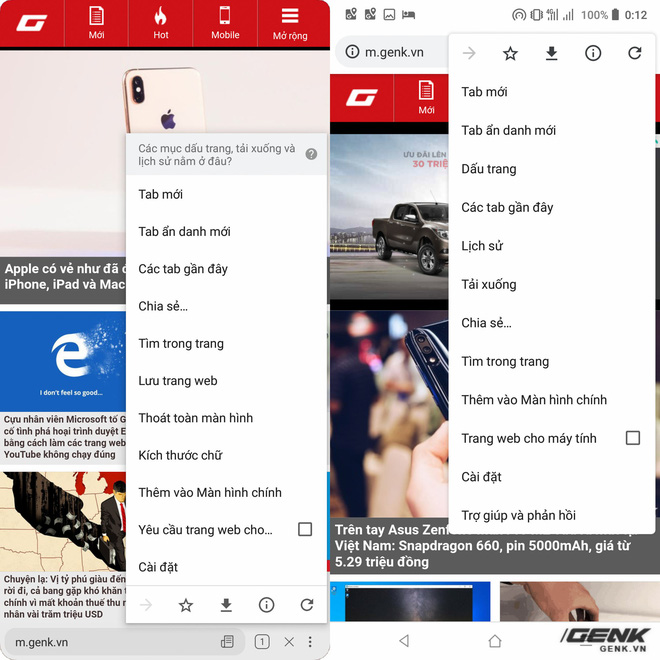 Mới
Hot
Mobile
Mở rộng
Các mục dấu trang, tải xuống và
lịch sử nằm ở đâu?
Tab mới
Tab ẩn danh mới
Các tab gần đây
Chia sẻ...
Tìm trong trang
Lưu trang web
Thoát toàn màn hình
Kích thước chữ
Thêm vào Màn hình chính
Yêu cầu trang web cho...
Cài đặt
Apple có vẻ như đã
iPhone, iPad và Mac
I don't feel so good...
Cựu nhân viên Microsoft tố G
cố tình phá hoại trình duyệt E
bằng cách làm các trang web
YouTube không chạy đúng
Chuyện lạ: Vị tỷ phú giàu đến
rời đi, cả bang gặp khó khăn t
chính vì mất khoản thuế thu n
nhân vài trăm triệu USD
m.genk.vn
1
100%
0:12
m.genk.vn
Mới
ƯU ĐÃI LÊN
30 TRIỆ
Tab mới
Tab ẩn danh mới
Dấu trang
Các tab gần đây
Lịch sử
Tải xuống
Chia sẻ...
Tìm trong trang
Thêm vào Màn hình chính
Trang web cho máy tính
Cài đặt
Trợ giúp và phản hồi
Trên tay Asus Zenf
Việt Nam: Snapdragon 660, pin 5000mAh, giá từ
5.29 triệu đồng
GENK
GENK.VN